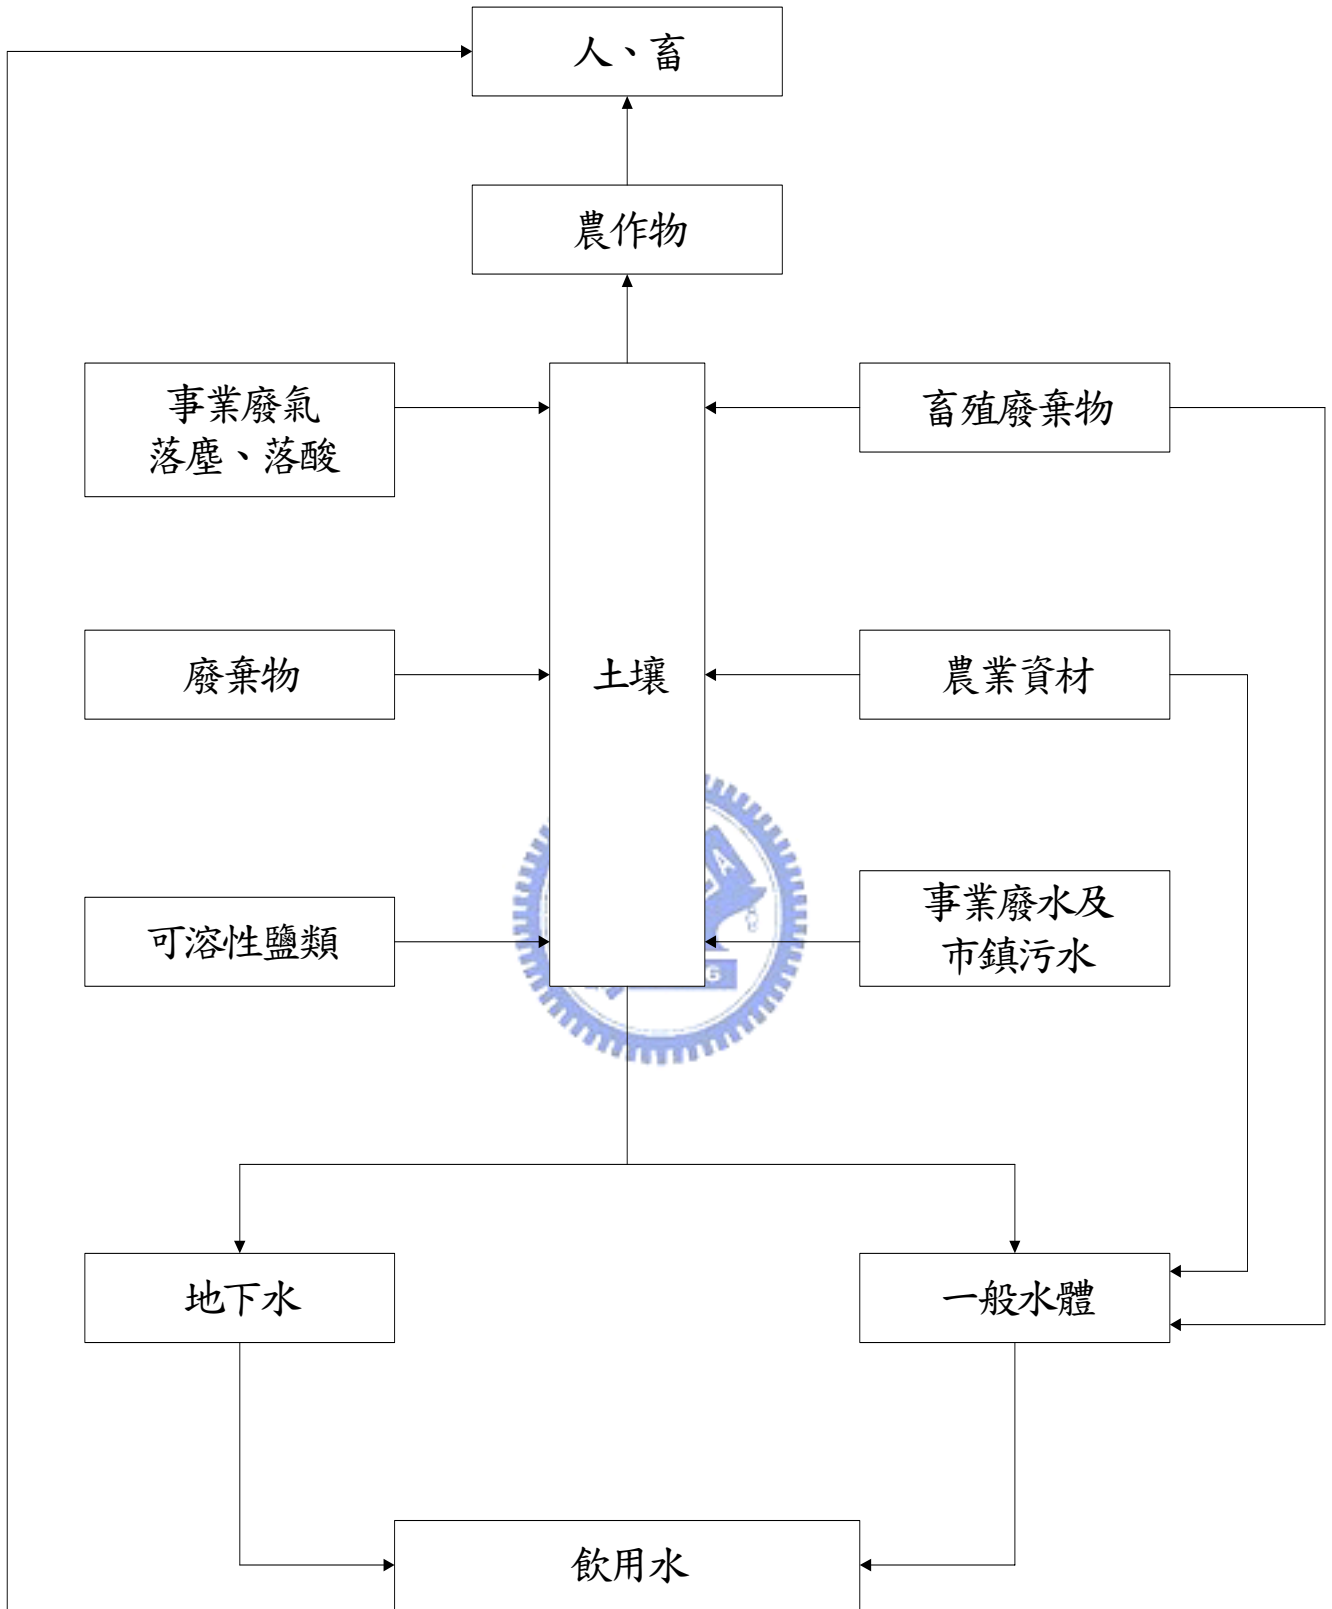 人、畜
農作物
事業廢氣
落塵、落酸
畜殖廢棄物
廢棄物
土壤
農業資材
可溶性鹽類
事業廢水及
市鎮污水
地下水
一般水體
飲用水